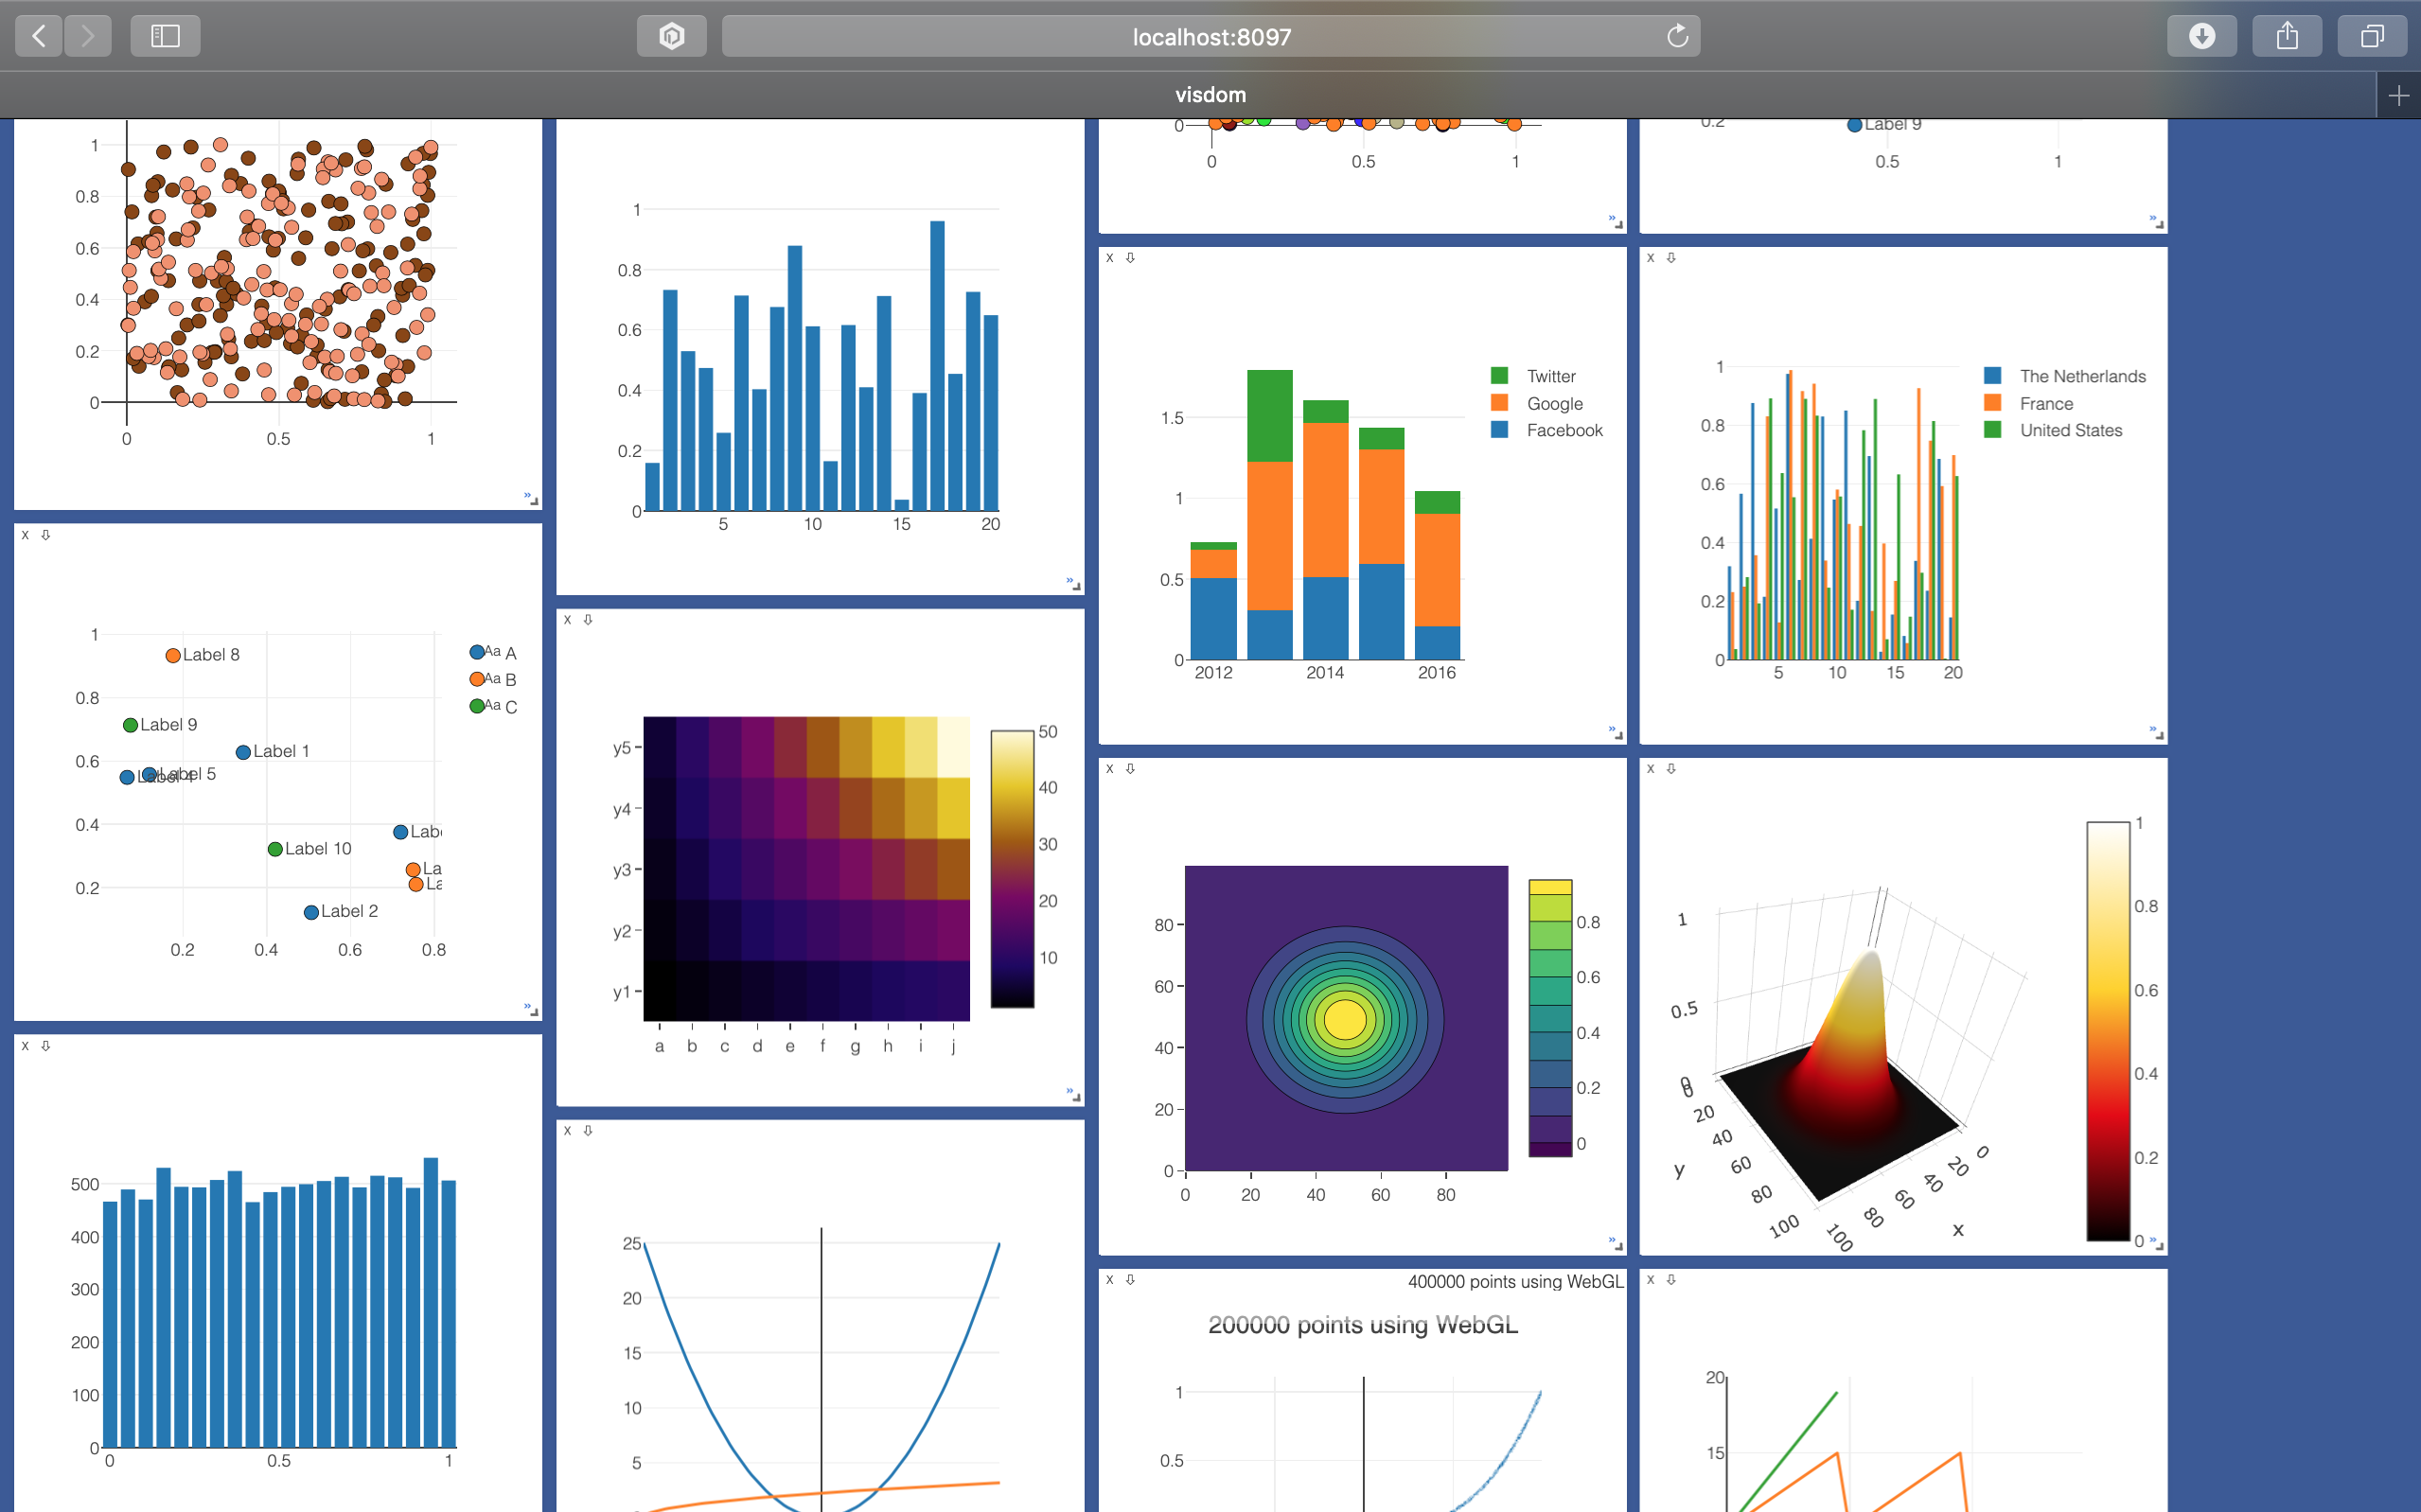 localhost:8097
visdom
1
0.8
0.6
0.4
0.2
0
0 0.5 1
x
1
0.8
0.6
0.4
0.2
0.2 0.4 0.6 0.8
Label 8
Label 9
Label 1
Label 5
Label 10
Label 2
Aa A
Aa B
Aa C
x
500
400
300
200
100
0
0 0.5 1
1
0.8
0.6
0.4
0.2
0
5 10 15 20
x
y5
y4
y3
y2
y1
a b c d e f g h i j
50
40
30
20
10
x
25
20
15
10
5
0
0 0.5 1
x
1.5
1
0.5
0
2012 2014 2016
Twitter
Google
Facebook
x
80
60
40
20
0
0 20 40 60 80
0.8
0.6
0.4
0.2
0
x
400000 points using WebGL
200000 points using WebGL
1
0.5
0.2
Label 9
0.5 1
x
1
0.8
0.6
0.4
0.2
0
5 10 15 20
The Netherlands
France
United States
x
1
0.5
0
0
20
40
60
80
100
y
0
20
40
60
80
100
x
1
0.8
0.6
0.4
0.2
0
x
20
15